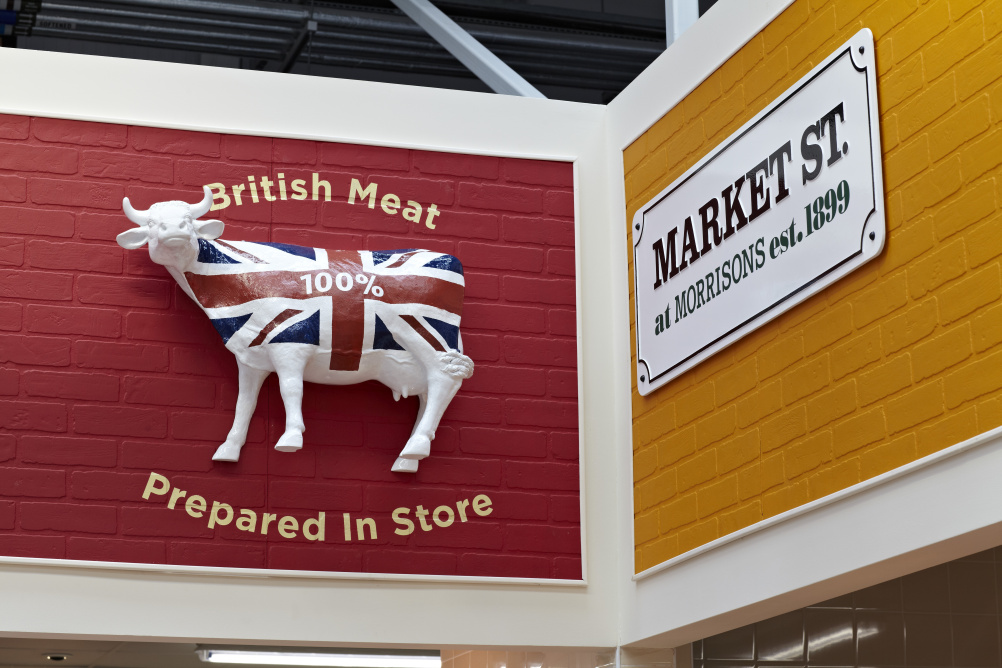 British Meat
100%
Prepared In Store
MARKET ST.
at MORRISONS est. 1899